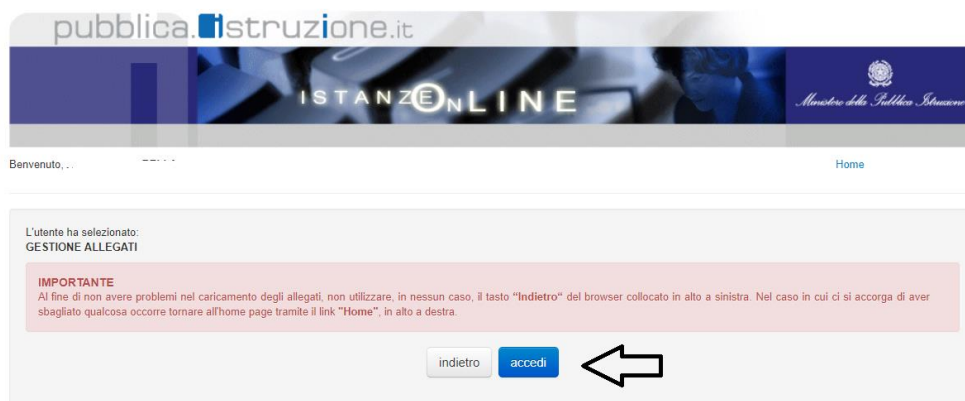 pubblica.istruzione.it
ISTANZE ONLINE
Ministero della Pubblica Istruzione
Benvenuto, Home
L'utente ha selezionato:
GESTIONE ALLEGATI
IMPORTANTE
Al fine di non avere problemi nel caricamento degli allegati, non utilizzare, in nessun caso, il tasto "Indietro" del browser collocato in alto a sinistra. Nel caso in cui ci si accorga di aver
sbagliato qualcosa occorre tornare all'home page tramite il link "Home", in alto a destra.
indietro accedi